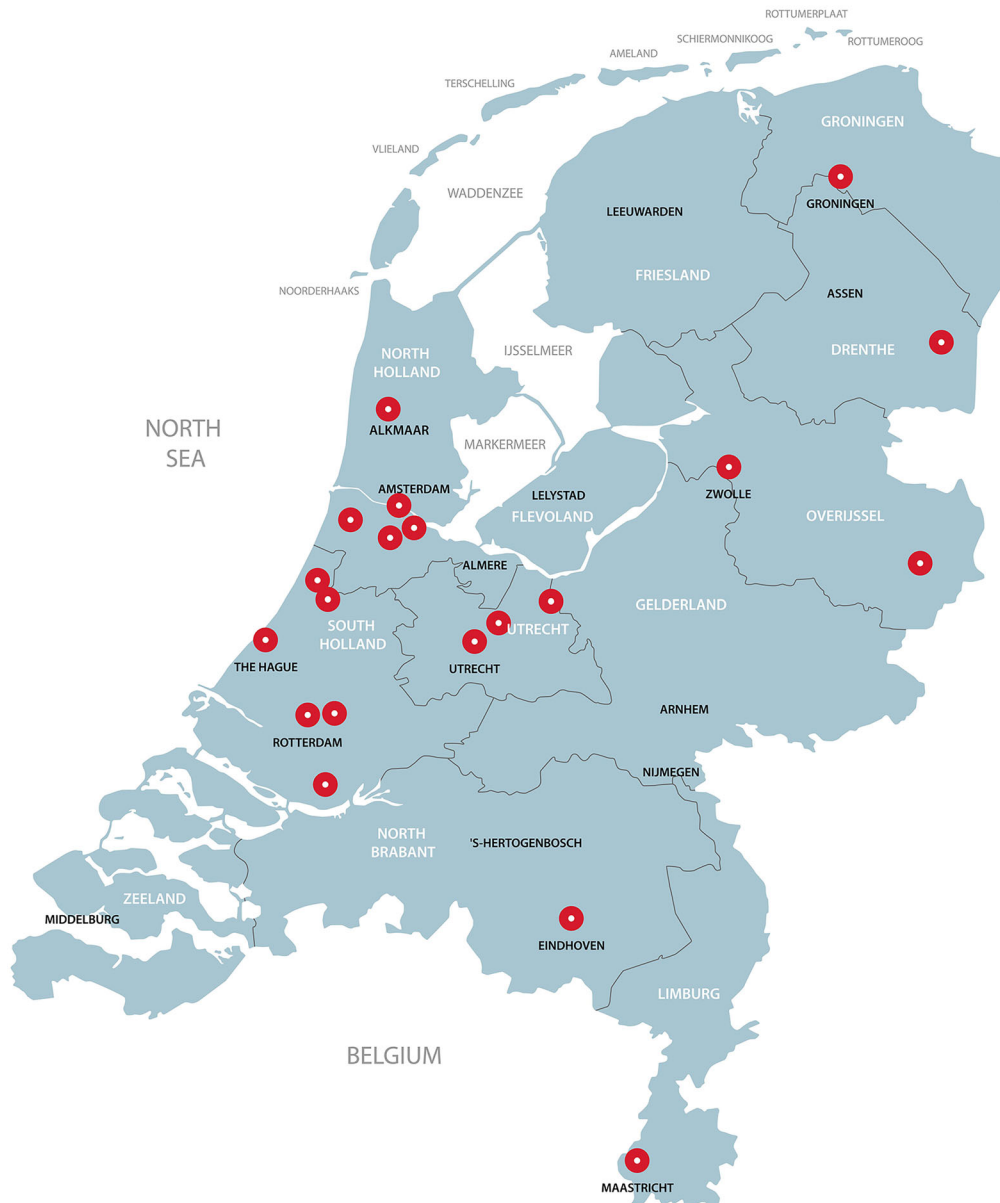 ROTTUMERPLAAT
SCHIERMONNIKOOG
ROTTUMEROOG
AMELAND
TERSCHELLING
GRONINGEN
VLIELAND
WADDENZEE
GRONINGEN
LEEUWARDEN
FRIESLAND
NOORDERHAAKS
ASSEN
NORTH
HOLLAND
IJSSELMEER
DRENTHE
ALKMAAR
NORTH
SEA
MARKERMEER
AMSTERDAM
LELYSTAD
FLEVOLAND
ZWOLLE
OVERIJSSEL
ALMERE
GELDERLAND
SOUTH
HOLLAND
UTRECHT
THE HAGUE
UTRECHT
ARNHEM
ROTTERDAM
NIJMEGEN
NORTH
BRABANT
'S-HERTOGENBOSCH
ZEELAND
MIDDELBURG
EINDHOVEN
LIMBURG
BELGIUM
MAASTRICHT